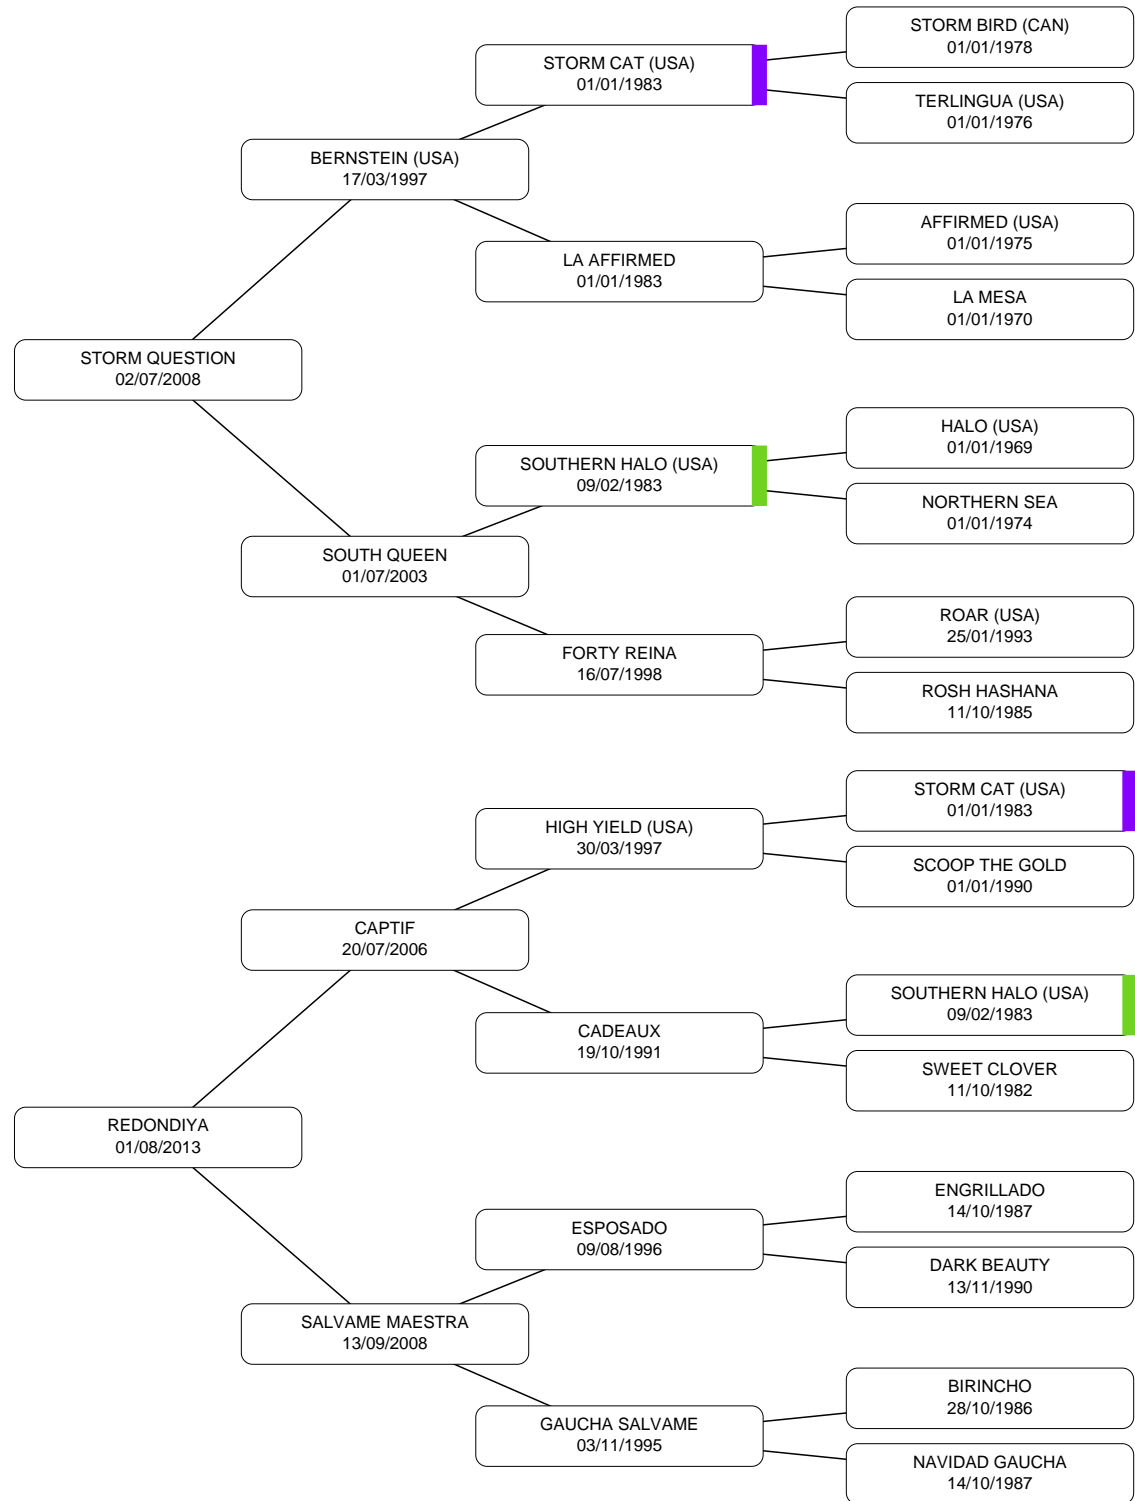 STORM BIRD (CAN)
01/01/1978
STORM CAT (USA)
01/01/1983
TERLINGUA (USA)
01/01/1976
BERNSTEIN (USA)
17/03/1997
AFFIRMED (USA)
01/01/1975
LA AFFIRMED
01/01/1983
LA MESA
01/01/1970
STORM QUESTION
02/07/2008
HALO (USA)
01/01/1969
SOUTHERN HALO (USA)
09/02/1983
NORTHERN SEA
01/01/1974
SOUTH QUEEN
01/07/2003
ROAR (USA)
25/01/1993
FORTY REINA
16/07/1998
ROSH HASHANA
11/10/1985
STORM CAT (USA)
01/01/1983
HIGH YIELD (USA)
30/03/1997
SCOOP THE GOLD
01/01/1990
CAPTIF
20/07/2006
SOUTHERN HALO (USA)
09/02/1983
CADEAUX
19/10/1991
SWEET CLOVER
11/10/1982
REDONDIYA
01/08/2013
ENGRILLADO
14/10/1987
ESPOSADO
09/08/1996
DARK BEAUTY
13/11/1990
SALVAME MAESTRA
13/09/2008
BIRINCHO
28/10/1986
GAUCHA SALVAME
03/11/1995
NAVIDAD GAUCHA
14/10/1987